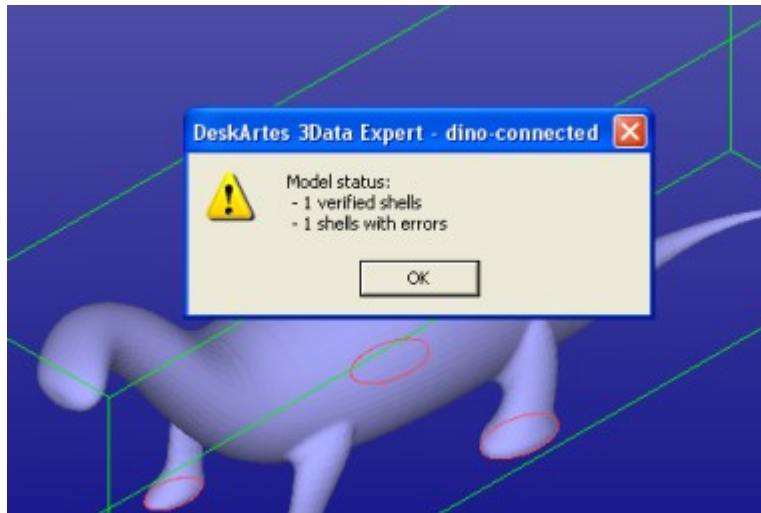 DeskArtes 3Data Expert - dino-connected
Model status:
- 1 verified shells
- 1 shells with errors
OK